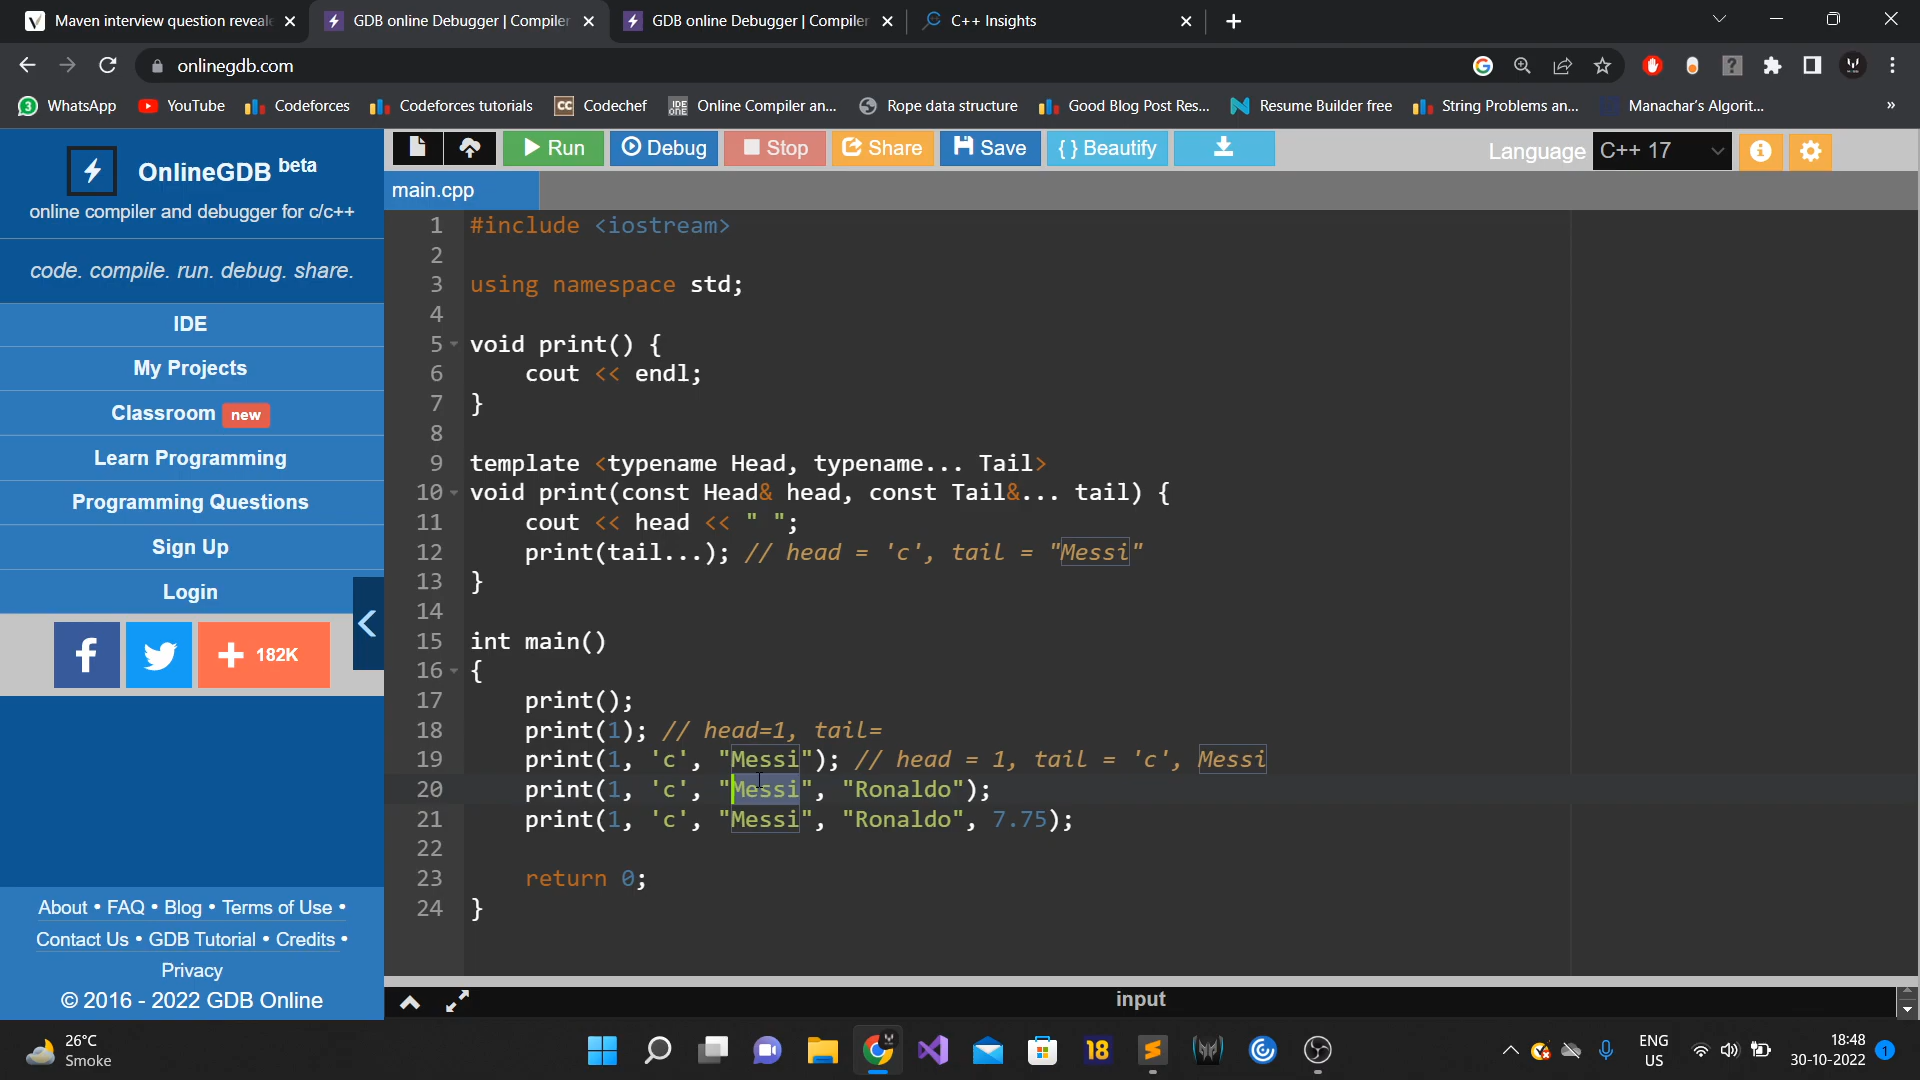 Maven interview question reveale
GDB online Debugger | Compiler
GDB online Debugger | Compiler
C++ Insights
onlinegdb.com
WhatsApp
YouTube
Codeforces
Codeforces tutorials
Codechef
Online Compiler an...
Rope data structure
Good Blog Post Res...
Resume Builder free
String Problems an...
Manachar's Algorit...
»
OnlineGDB beta
online compiler and debugger for c/c++
code. compile. run. debug. share.
IDE
My Projects
Classroom new
Learn Programming
Programming Questions
Sign Up
Login
182K
About • FAQ • Blog • Terms of Use •
Contact Us • GDB Tutorial • Credits •
Privacy
© 2016 - 2022 GDB Online
Run
Debug
Stop
Share
Save
{ } Beautify
Language C++ 17
main.cpp
1 #include <iostream>
2
3 using namespace std;
4
5 void print() {
6 cout << endl;
7 }
8
9 template <typename Head, typename... Tail>
10 void print(const Head& head, const Tail&... tail) {
11 cout << head << " ";
12 print(tail...); // head = 'c', tail = "Messi"
13 }
14
15 int main()
16 {
17 print();
18 print(1); // head=1, tail=
19 print(1, 'c', "Messi"); // head = 1, tail = 'c', Messi
20 print(1, 'c', "Messi", "Ronaldo");
21 print(1, 'c', "Messi", "Ronaldo", 7.75);
22
23 return 0;
24 }
input
26°C
Smoke
18
ENG
US
18:48
30-10-2022
1